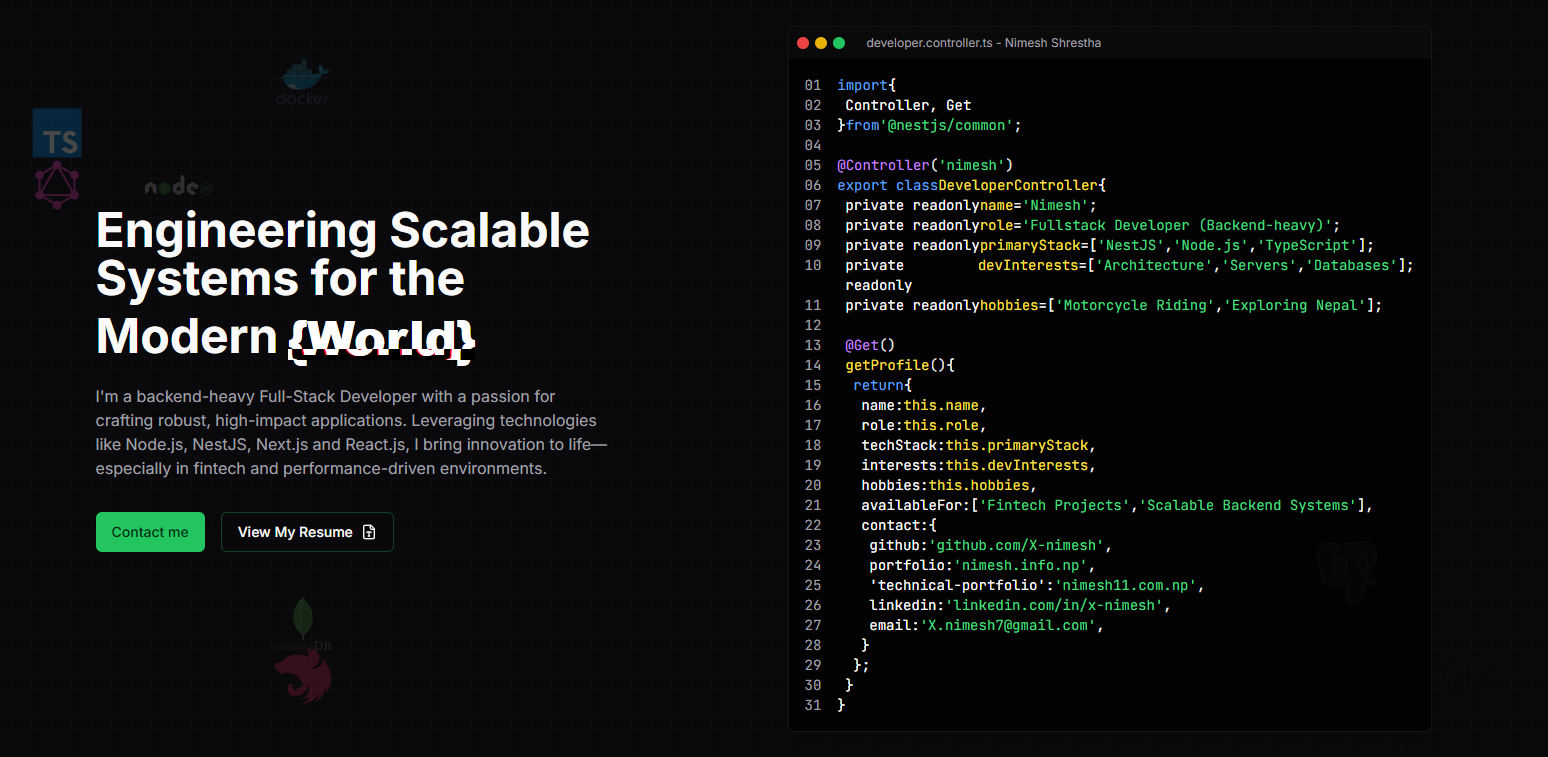 docker
TS
node
Engineering Scalable
Systems for the
Modern {World}
I'm a backend-heavy Full-Stack Developer with a passion for
crafting robust, high-impact applications. Leveraging technologies
like Node.js, NestJS, Next.js and React.js, I bring innovation to life—
especially in fintech and performance-driven environments.
Contact me
View My Resume
mongoDB
developer.controller.ts - Nimesh Shrestha
01 import{
02 Controller, Get
03 }from'@nestjs/common';
04
05 @Controller('nimesh')
06 export classDeveloperController{
07 private readonlyname='Nimesh';
08 private readonlyrole='Fullstack Developer (Backend-heavy)';
09 private readonlyprimaryStack=['NestJS','Node.js','TypeScript'];
10 private devInterests=['Architecture','Servers','Databases'];
readonly
11 private readonlyhobbies=['Motorcycle Riding','Exploring Nepal'];
12
13 @Get()
14 getProfile(){
15 return{
16 name:this.name,
17 role:this.role,
18 techStack:this.primaryStack,
19 interests:this.devInterests,
20 hobbies:this.hobbies,
21 availableFor:['Fintech Projects','Scalable Backend Systems'],
22 contact:{
23 github:'github.com/X-nimesh',
24 portfolio:'nimesh.info.np',
25 'technical-portfolio':'nimesh11.com.np',
26 linkedin:'linkedin.com/in/x-nimesh',
27 email:'X.nimesh7@gmail.com',
28 }
29 };
30 }
31 }